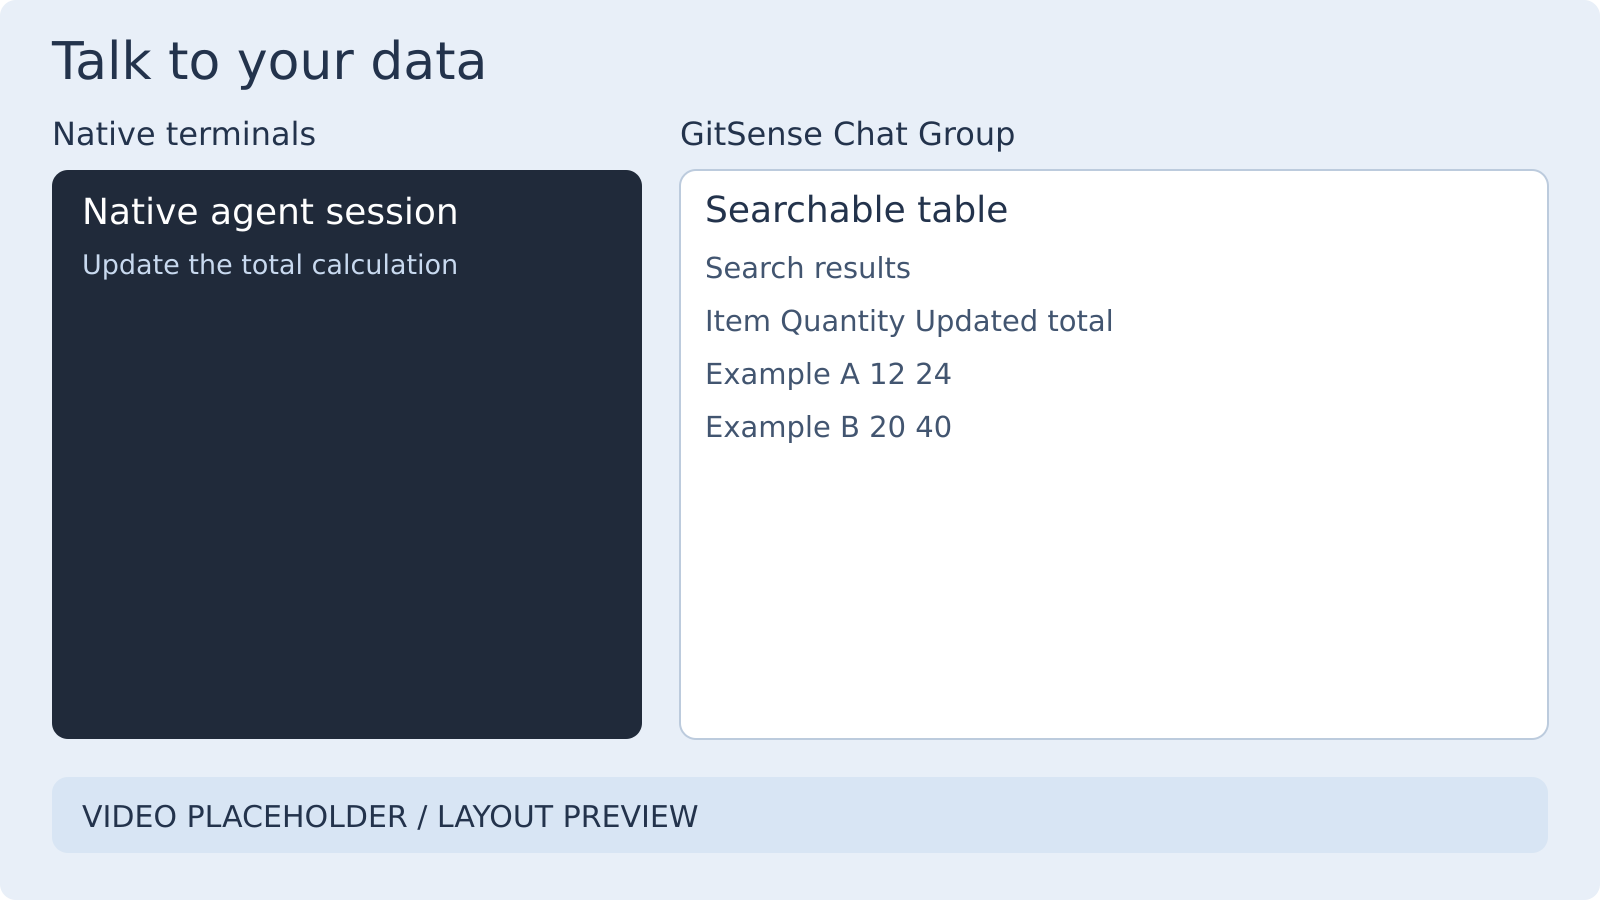 Talk to your data
Native terminals
Native agent session
Update the total calculation
GitSense Chat Group
Searchable table
Search results
Item Quantity Updated total
Example A 12 24
Example B 20 40
VIDEO PLACEHOLDER / LAYOUT PREVIEW